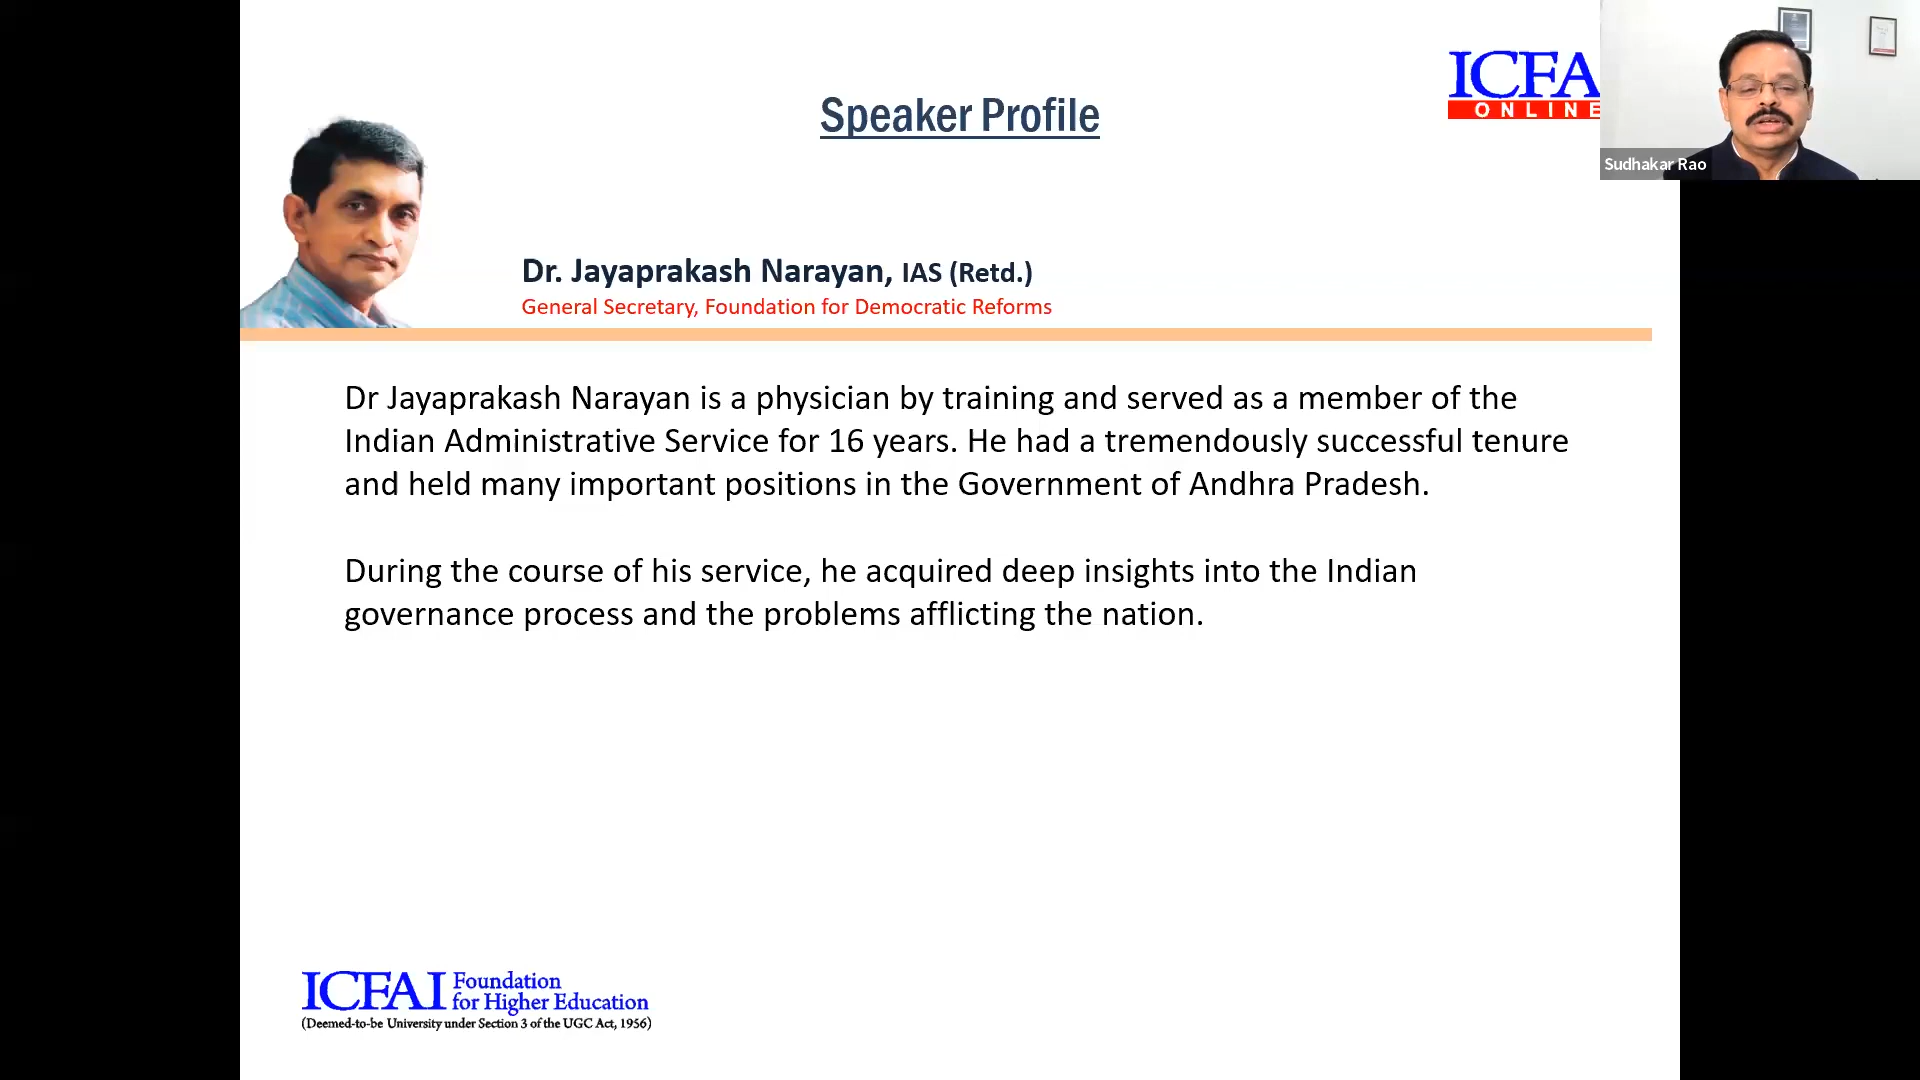 Speaker Profile
ICFA
ONLINE
Sudhakar Rao
Dr. Jayaprakash Narayan, IAS (Retd.)
General Secretary, Foundation for Democratic Reforms
Dr Jayaprakash Narayan is a physician by training and served as a member of the
Indian Administrative Service for 16 years. He had a tremendously successful tenure
and held many important positions in the Government of Andhra Pradesh.
During the course of his service, he acquired deep insights into the Indian
governance process and the problems afflicting the nation.
ICFAI Foundation
for Higher Education
(Deemed-to-be University under Section 3 of the UGC Act, 1956)